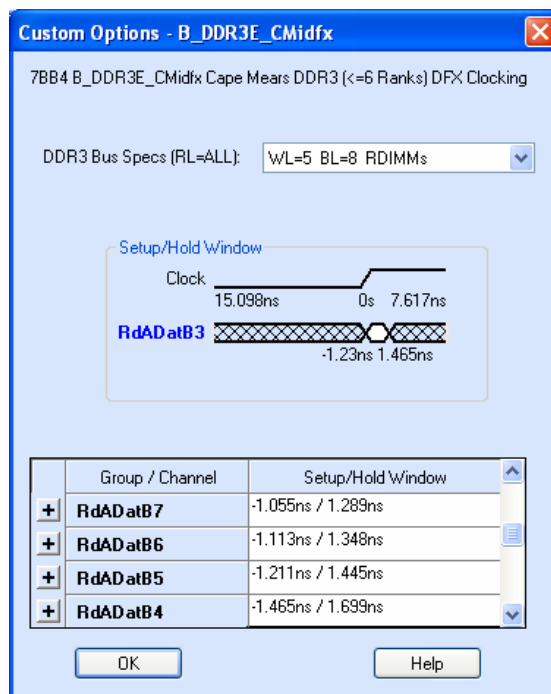 Custom Options - B_DDR3E_CMidfx
7BB4 B_DDR3E_CMidfx Cape Mears DDR3 (<=6 Ranks) DFX Clocking
DDR3 Bus Specs (RL=ALL): WL=5 BL=8 RDIMMs
Setup/Hold Window
Clock
15.098ns 0s 7.617ns
RdADatB3
-1.23ns 1.465ns
Group / Channel Setup/Hold Window
+ RdADatB7 -1.055ns / 1.289ns
+ RdADatB6 -1.113ns / 1.348ns
+ RdADatB5 -1.211ns / 1.445ns
+ RdADatB4 -1.465ns / 1.699ns
OK Help